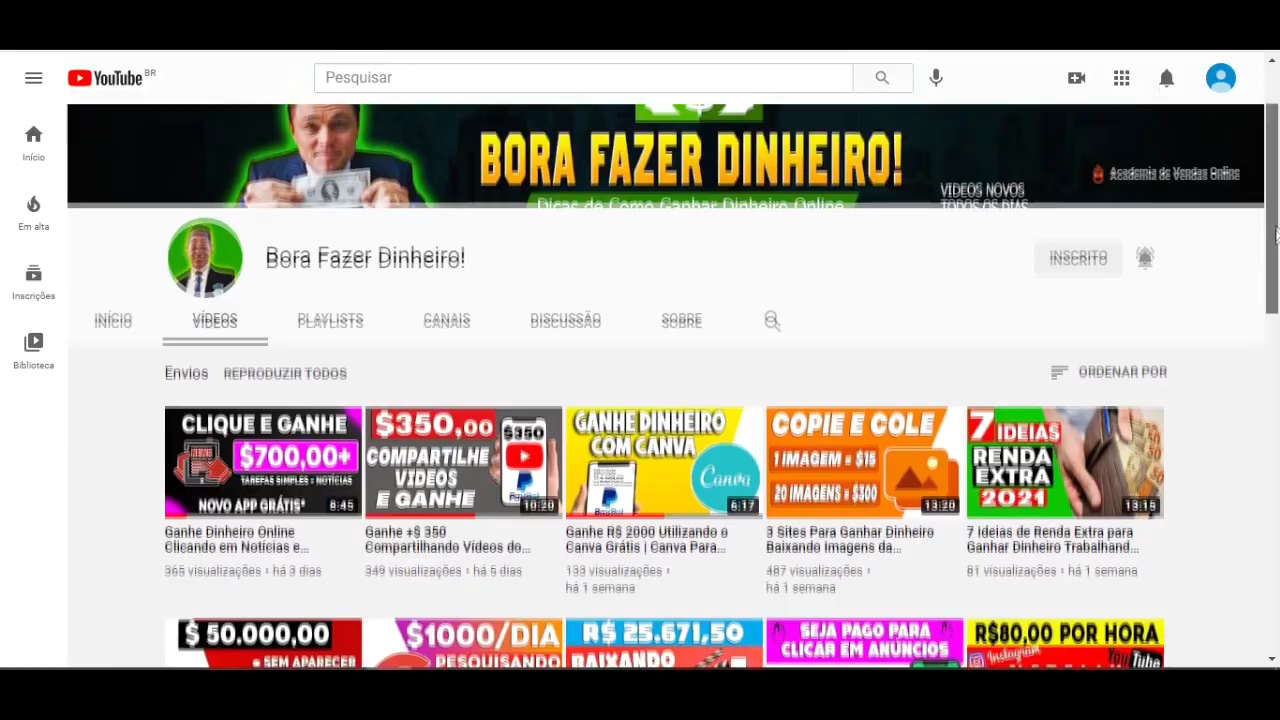 YouTube BR
Pesquisar
Início
Em alta
Inscrições
Biblioteca
BORA FAZER DINHEIRO!
Dicas de Como Ganhar Dinheiro Online
VIDEOS NOVOS
TODOS OS DIAS
Academia de Vendas Online
Bora Fazer Dinheiro!
INSCRITO
INÍCIO VÍDEOS PLAYLISTS CANAIS DISCUSSÃO SOBRE
Envios REPRODUZIR TODOS
ORDENAR POR
CLIQUE E GANHE
NEWS
$700,00+
TAREFAS SIMPLES = NOTÍCIAS
NOVO APP GRÁTIS*
8:45
Ganhe Dinheiro Online
Clicando em Notícias e...
365 visualizações • há 3 dias
$350,00
COMPARTILHE
VIDEOS
E GANHE
$350
PayPal
10:20
Ganhe +$ 350
Compartilhando Vídeos do...
349 visualizações • há 5 dias
GANHE DINHEIRO
COM CANVA
Canva
PayPal
6:17
Ganhe R$ 2000 Utilizando o
Canva Grátis | Canva Para...
133 visualizações •
há 1 semana
COPIE E COLE
1 IMAGEM = $15
20 IMAGENS = $300
13:20
3 Sites Para Ganhar Dinheiro
Baixando Imagens da...
487 visualizações •
há 1 semana
7 IDEIAS
RENDA
EXTRA
2021
13:15
7 Ideias de Renda Extra para
Ganhar Dinheiro Trabalhand...
81 visualizações • há 1 semana
$ 50.000,00
SEM APARECER
$1000/DIA
PESQUISANDO
R$ 25.671,50
BAIXANDO
SEJA PAGO PARA
CLICAR EM ANÚNCIOS
R$80,00 POR HORA
Instagram
YouTube